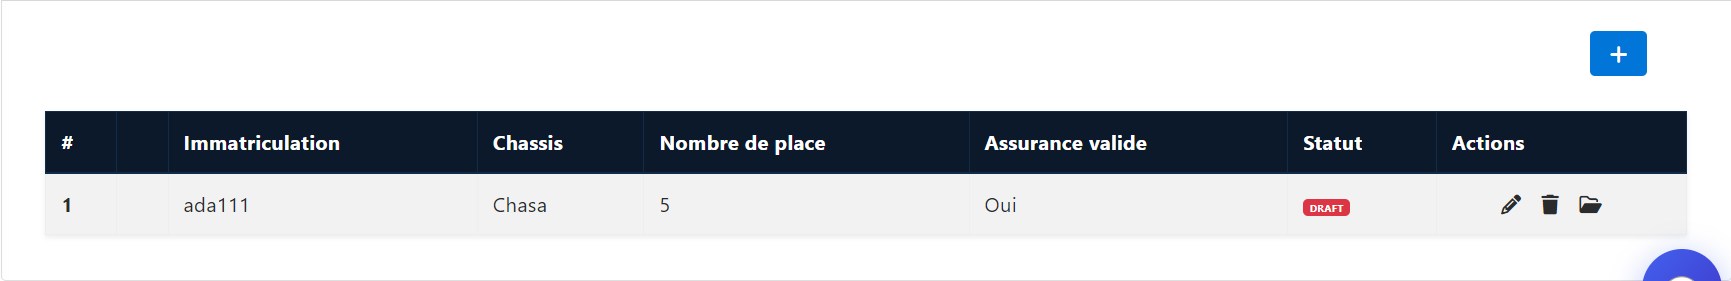 +
# Immatriculation Chassis Nombre de place Assurance valide Statut Actions
1 ada111 Chasa 5 Oui DRAFT